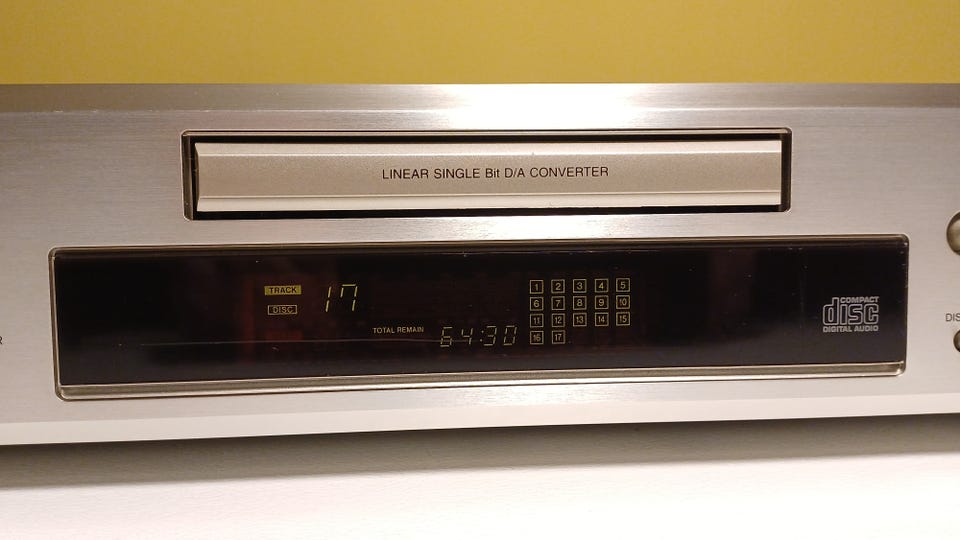 LINEAR SINGLE Bit D/A CONVERTER
TRACK 17
DISC
TOTAL REMAIN 64:30
1 2 3 4 5
6 7 8 9 10
11 12 13 14 15
16 17
COMPACT
disc
DIGITAL AUDIO
DIS
R